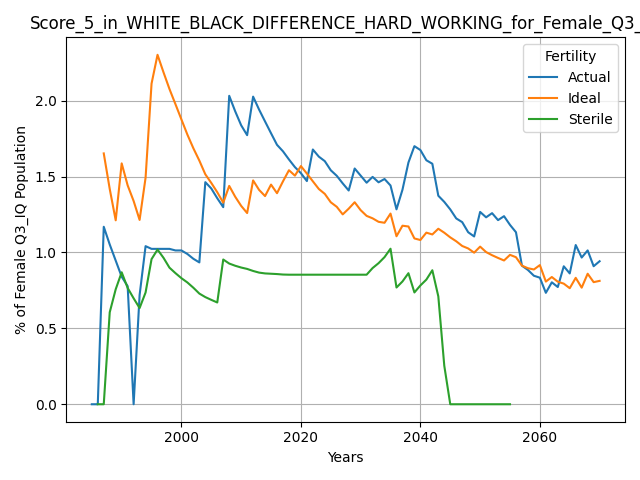 Score_5_in_WHITE_BLACK_DIFFERENCE_HARD_WORKING_for_Female_Q3_
Fertility
Actual
Ideal
Sterile
% of Female Q3_IQ Population
2.0
1.5
1.0
0.5
0.0
2000 2020 2040 2060
Years